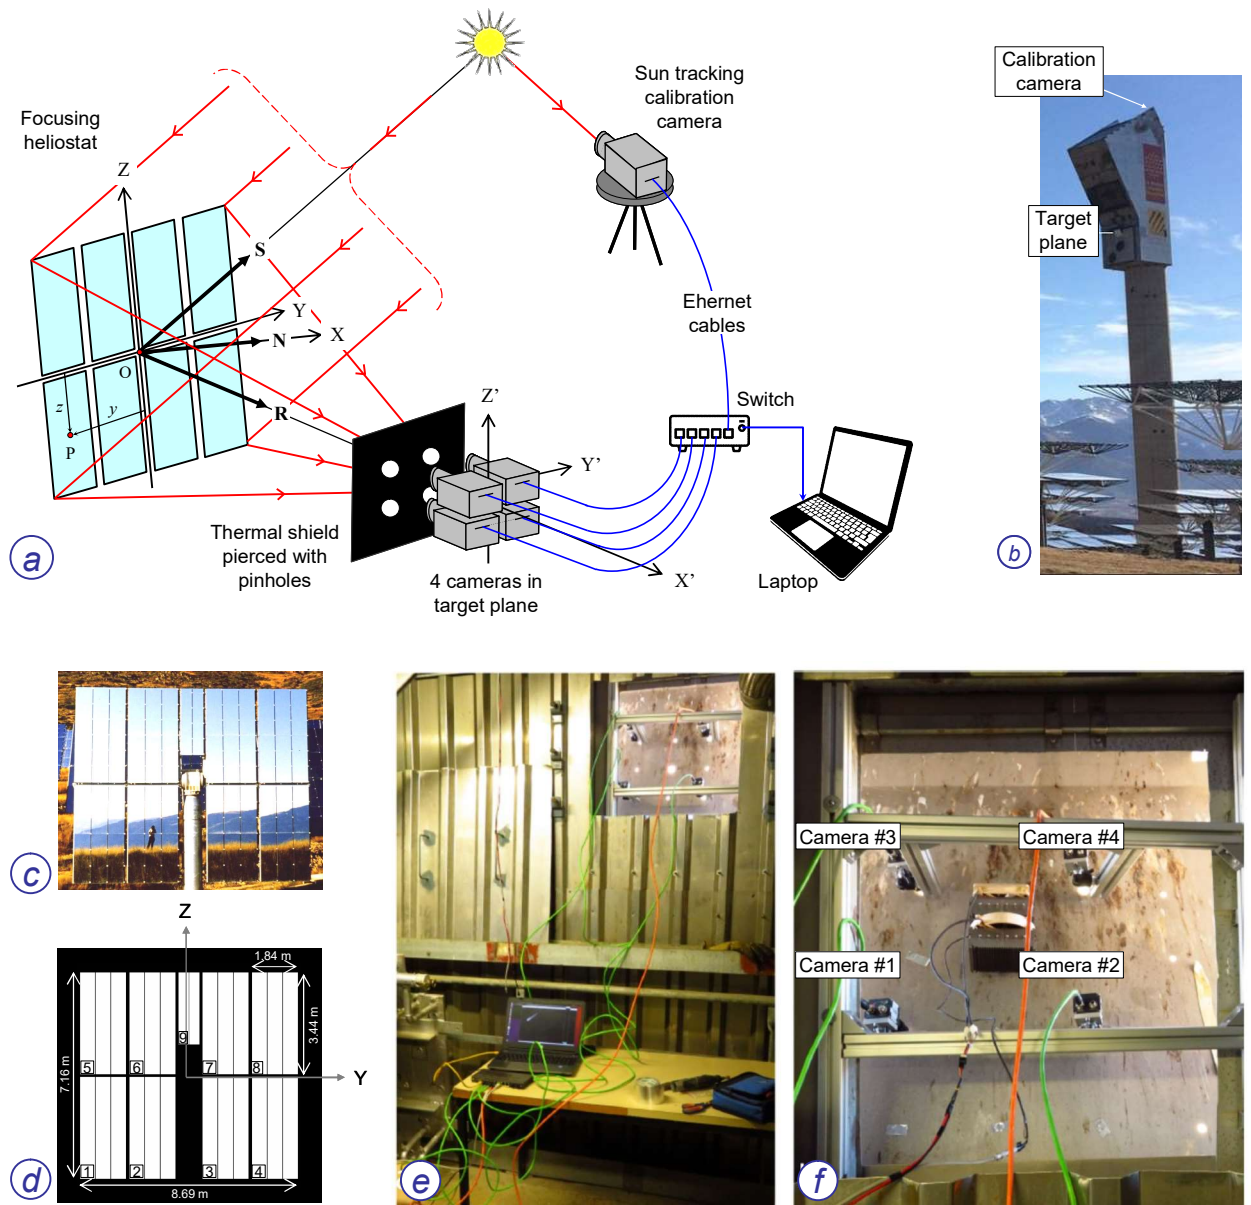 Focusing
heliostat
Sun tracking
calibration
camera
Z
S
Y
N
X
O
R
z
y
P
Z'
Y'
X'
Ehernet
cables
Switch
Laptop
Thermal shield
pierced with
pinholes
4 cameras in
target plane
a
Calibration
camera
Target
plane
b
c
Z
1.84 m
3.44 m
7.16 m
9
5
6
7
8
Y
1
2
3
4
8.69 m
d
e
Camera #3
Camera #4
Camera #1
Camera #2
f